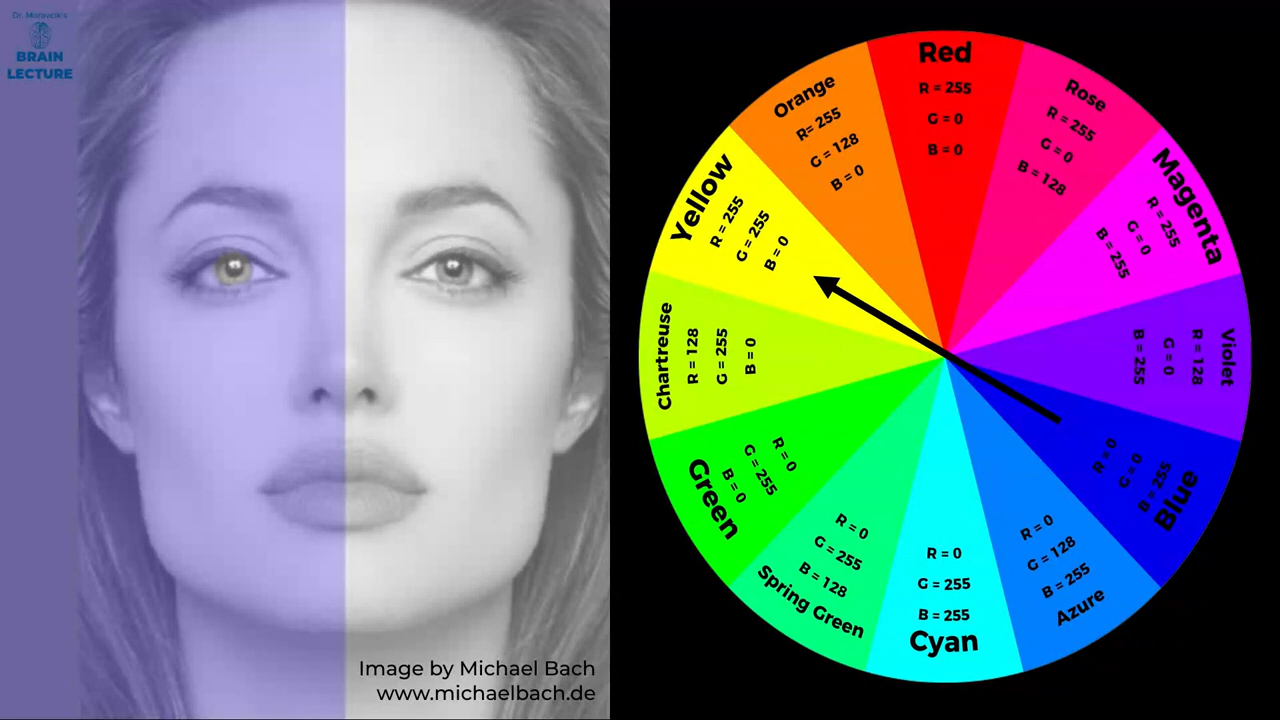 Dr. Moravcik's
BRAIN
LECTURE
Image by Michael Bach
www.michaelbach.de
Red
R = 255
G = 0
B = 0
Rose
R = 255
G = 0
B = 128
Magenta
R = 255
G = 0
B = 255
Violet
R = 128
G = 0
B = 255
Blue
R = 0
G = 0
B = 255
Azure
R = 0
G = 128
B = 255
Cyan
R = 0
G = 255
B = 255
Spring Green
R = 0
G = 255
B = 128
Green
R = 0
G = 255
B = 0
Chartreuse
R = 128
G = 255
B = 0
Yellow
R = 255
G = 255
B = 0
Orange
R= 255
G = 128
B = 0